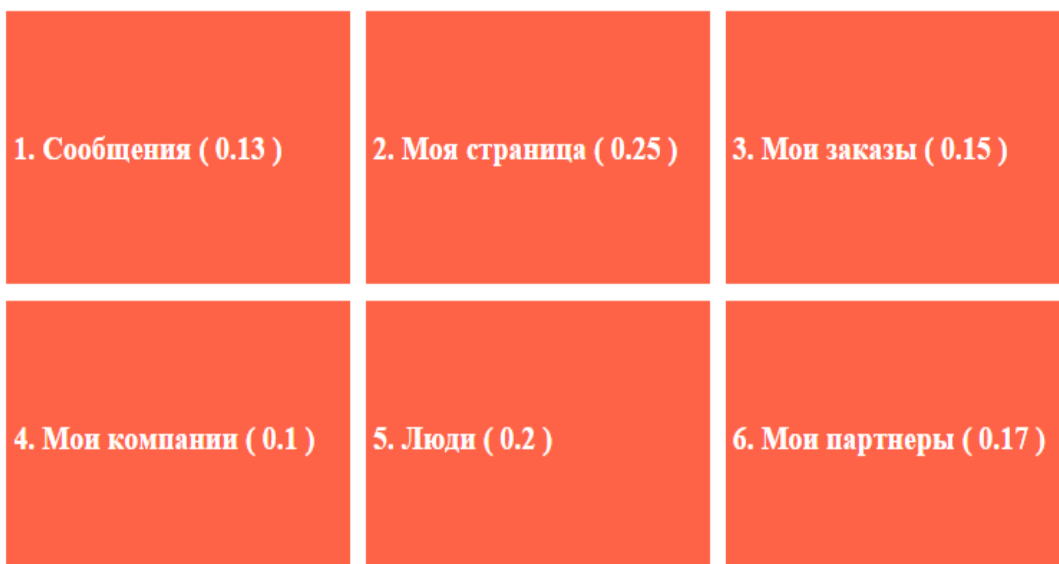 1. Сообщения ( 0.13 )
2. Моя страница ( 0.25 )
3. Мои заказы ( 0.15 )
4. Мои компании ( 0.1 )
5. Люди ( 0.2 )
6. Мои партнеры ( 0.17 )